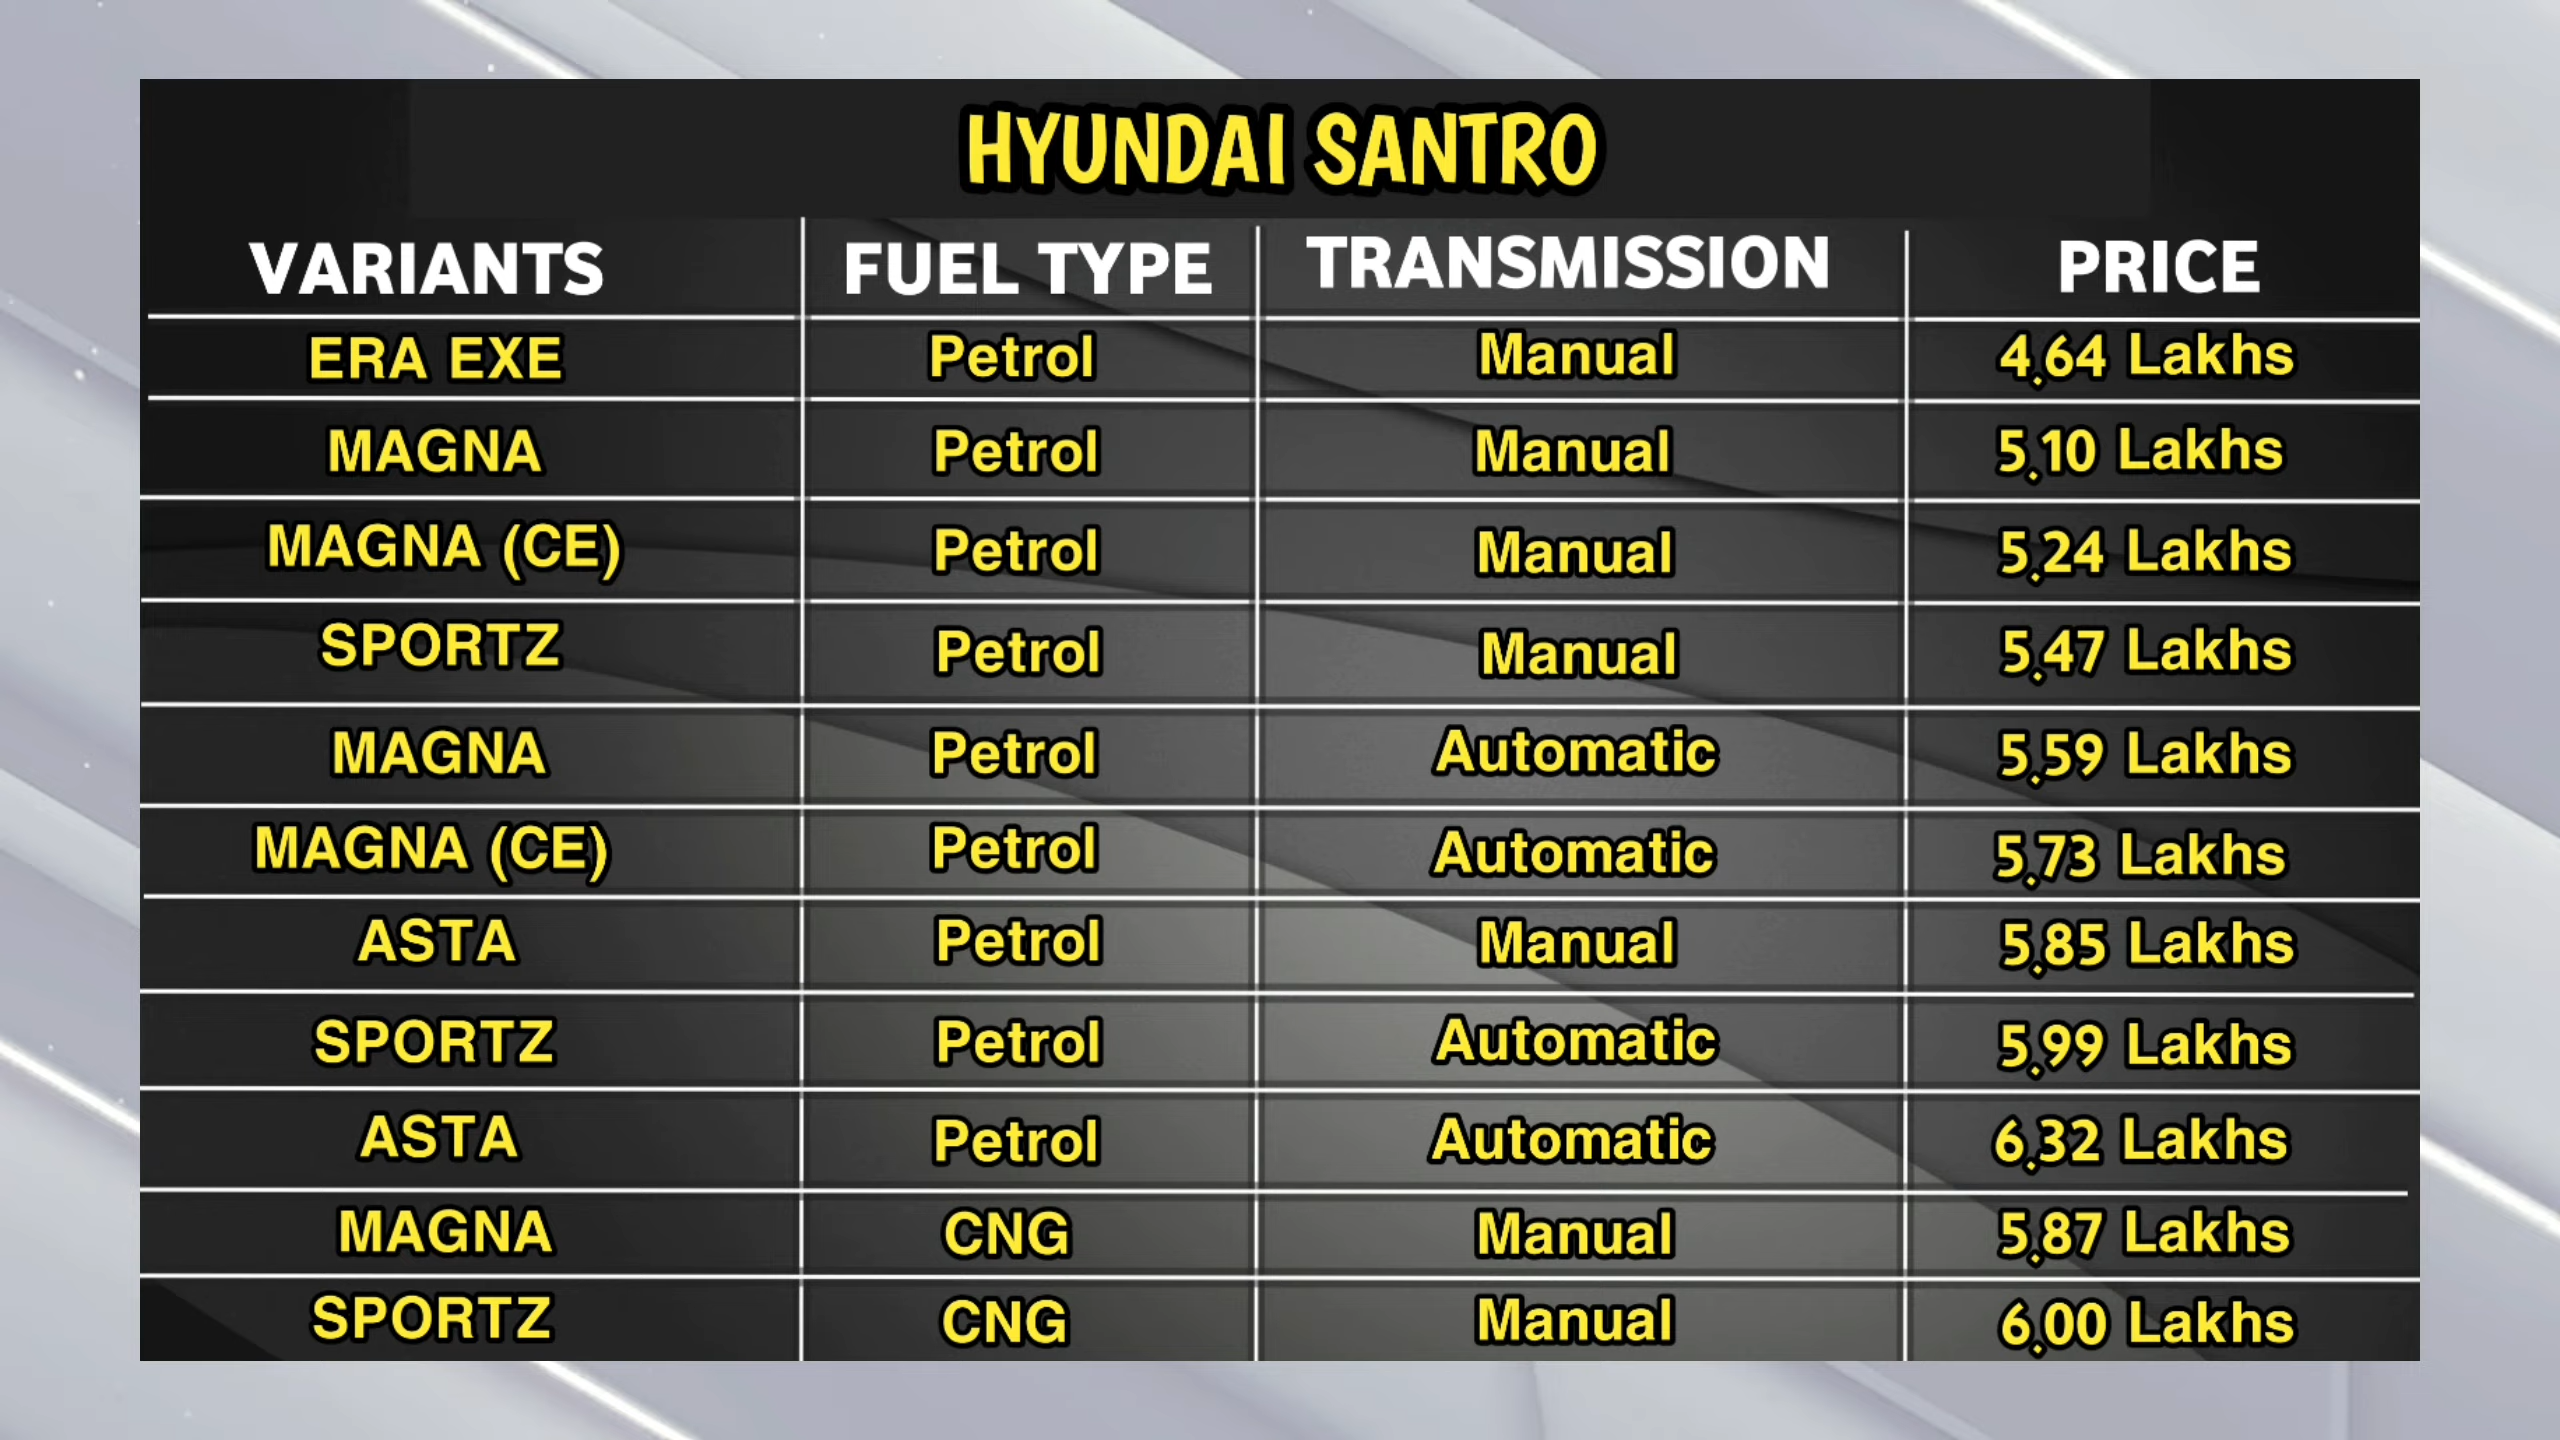 HYUNDAI SANTRO
VARIANTS FUEL TYPE TRANSMISSION PRICE
ERA EXE Petrol Manual 4.64 Lakhs
MAGNA Petrol Manual 5.10 Lakhs
MAGNA (CE) Petrol Manual 5.24 Lakhs
SPORTZ Petrol Manual 5.47 Lakhs
MAGNA Petrol Automatic 5.59 Lakhs
MAGNA (CE) Petrol Automatic 5.73 Lakhs
ASTA Petrol Manual 5.85 Lakhs
SPORTZ Petrol Automatic 5.99 Lakhs
ASTA Petrol Automatic 6.32 Lakhs
MAGNA CNG Manual 5.87 Lakhs
SPORTZ CNG Manual 6.00 Lakhs